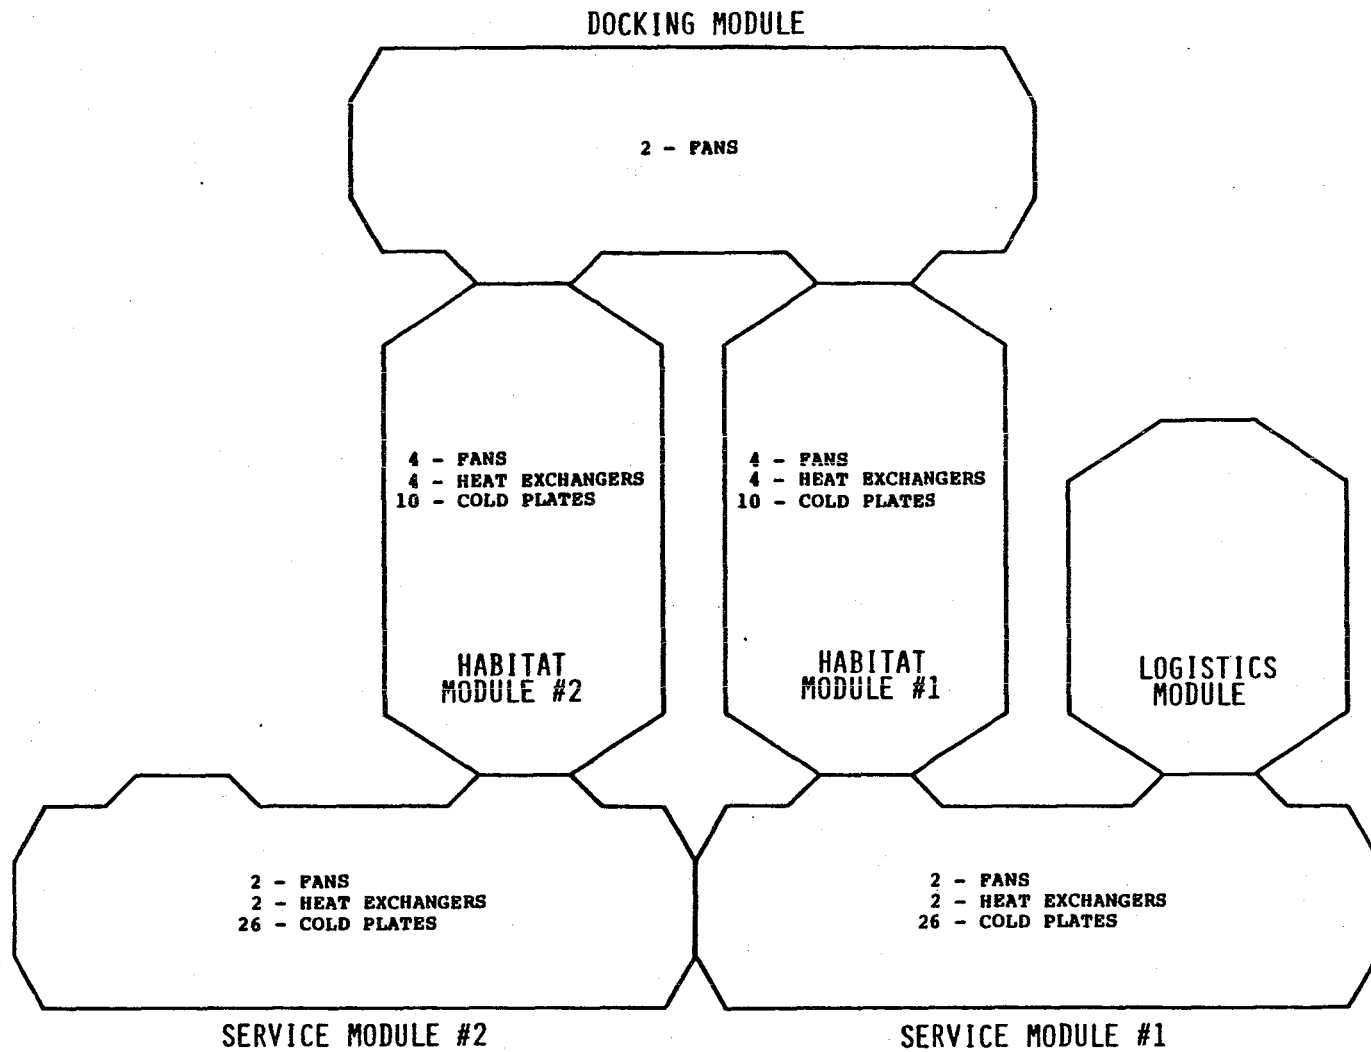 DOCKING MODULE
2 - FANS
4 - FANS
4 - HEAT EXCHANGERS
10 - COLD PLATES
HABITAT
MODULE #2
4 - FANS
4 - HEAT EXCHANGERS
10 - COLD PLATES
HABITAT
MODULE #1
LOGISTICS
MODULE
2 - FANS
2 - HEAT EXCHANGERS
26 - COLD PLATES
SERVICE MODULE #2
2 - FANS
2 - HEAT EXCHANGERS
26 - COLD PLATES
SERVICE MODULE #1